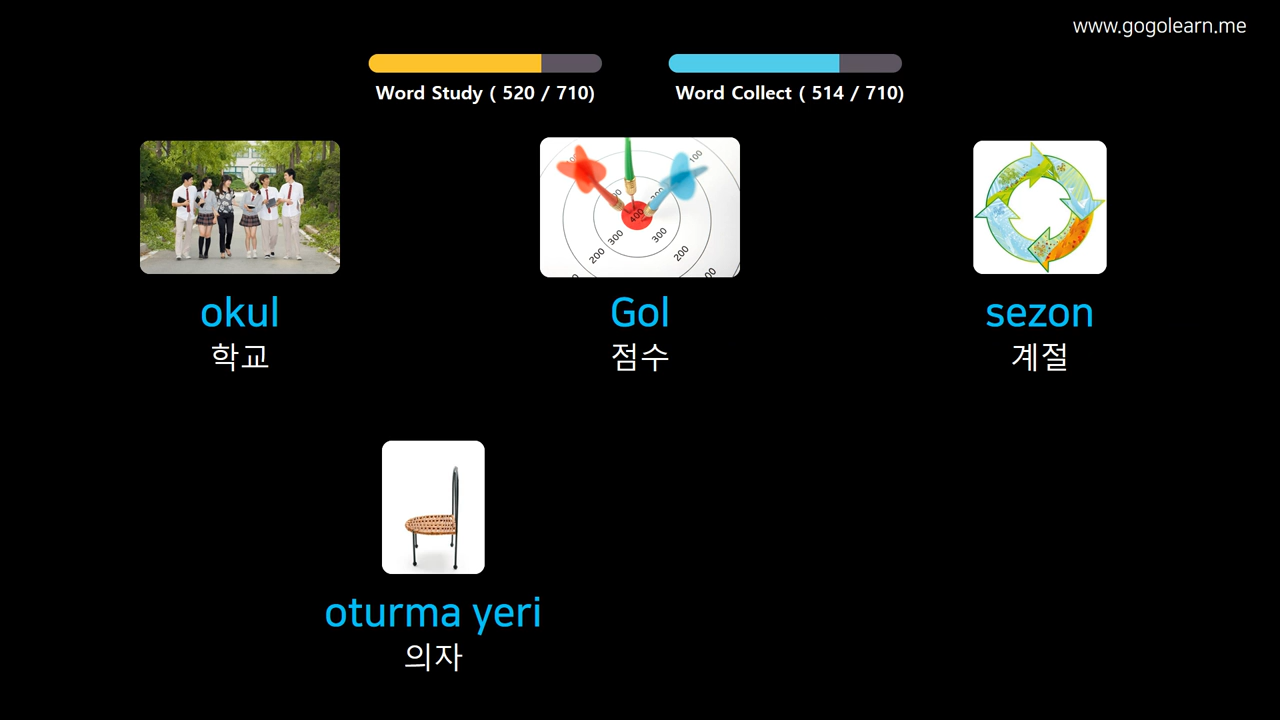 www.gogolearn.me
Word Study ( 520 / 710)
Word Collect ( 514 / 710)
okul
학교
Gol
점수
sezon
계절
oturma yeri
의자